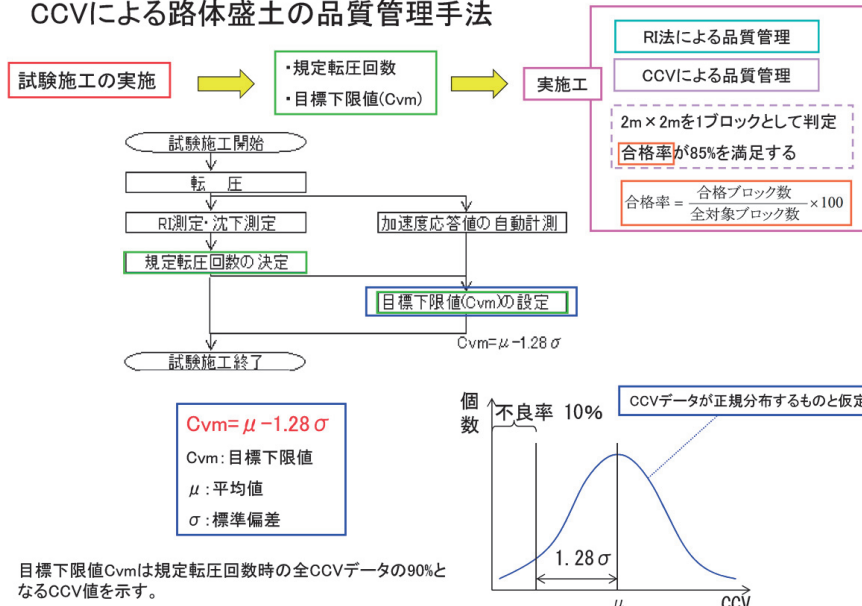 CCVによる路体盛土の品質管理手法
試験施工の実施
・規定転圧回数
・目標下限値(Cvm)
実施工
RI法による品質管理
CCVによる品質管理
2m×2mを1ブロックとして判定
合格率が85%を満足する
合格率 = 合格ブロック数 / 全対象ブロック数 ×100
試験施工開始
転 圧
RI測定・沈下測定
加速度応答値の自動計測
規定転圧回数の決定
目標下限値(Cvm)の設定
Cvm=μ-1.28σ
試験施工終了
Cvm=μ-1.28σ
Cvm:目標下限値
μ:平均値
σ:標準偏差
目標下限値Cvmは規定転圧回数時の全CCVデータの90%と
なるCCV値を示す。
個数
不良率 10%
CCVデータが正規分布するものと仮定
1.28σ
μ
CCV